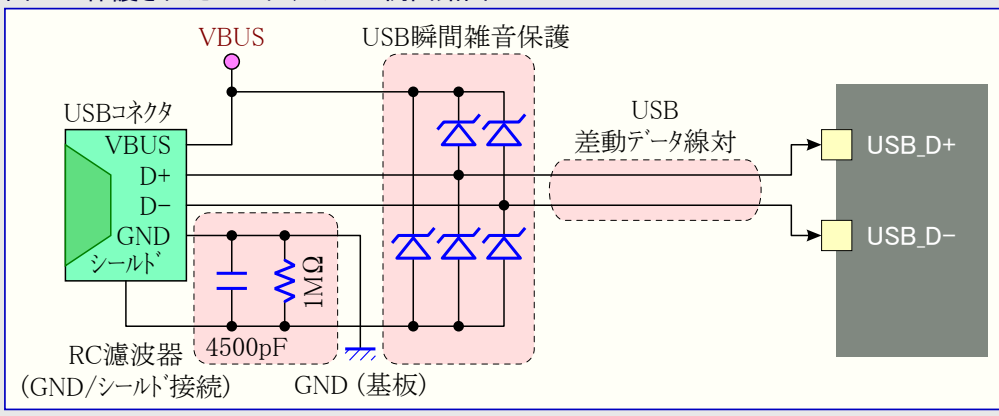 VBUS
USB瞬間雑音保護
USBコネクタ
VBUS
D+
D−
GND
シールド
USB
差動データ線対
USB_D+
USB_D−
1MΩ
4500pF
RC濾波器
(GND/シールド接続)
GND (基板)